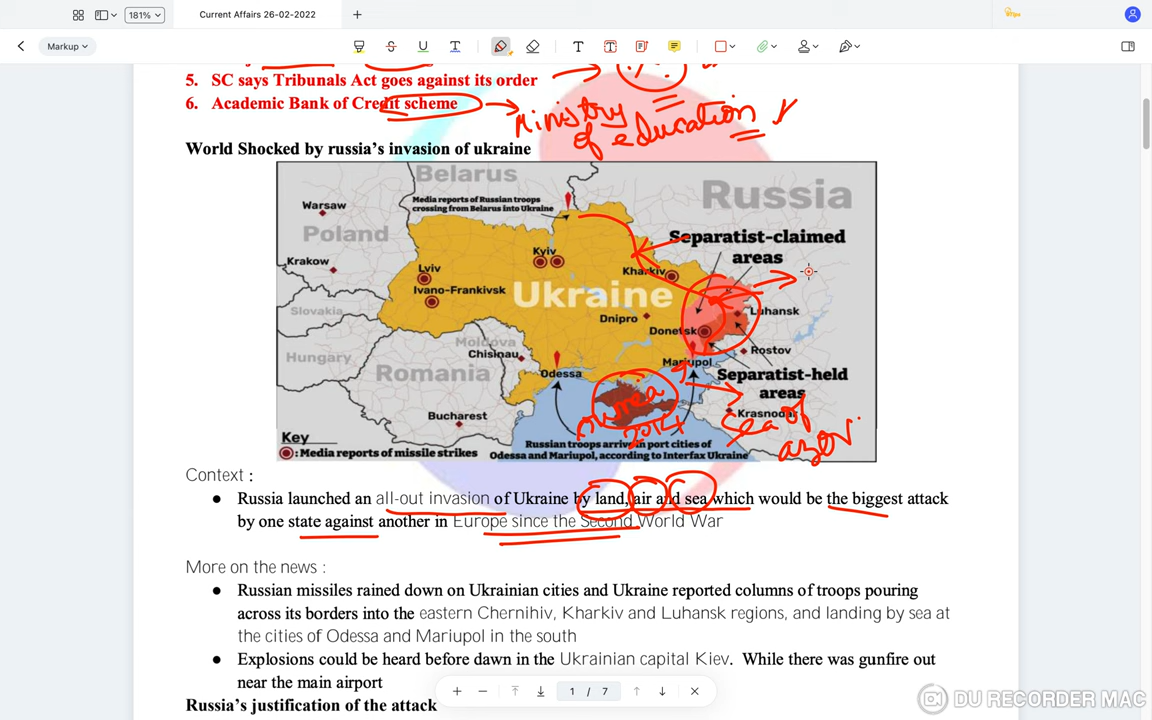 181%
Current Affairs 26-02-2022
Markup
5. SC says Tribunals Act goes against its order
6. Academic Bank of Credit scheme
Ministry
of education
World Shocked by russia's invasion of ukraine
Belarus
Russia
Media reports of Russian troops
crossing from Belarus into Ukraine
Warsaw
Poland
Separatist-claimed
areas
Krakow
Kyiv
Lviv
Kharkiv
Ivano-Frankivsk
Ukraine
Slovakia
Dnipro
Luhansk
Donetsk
Moldova
Chisinau
Hungary
Rostov
Mariupol
Romania
Odessa
Separatist-held
areas
Crimea
2014
Krasnodar
Sea of
azov
Bucharest
Key
: Media reports of missile strikes
Russian troops arrive in port cities of
Odessa and Mariupol, according to Interfax Ukraine
Context :
● Russia launched an all-out invasion of Ukraine by land, air and sea which would be the biggest attack
by one state against another in Europe since the Second World War
More on the news :
● Russian missiles rained down on Ukrainian cities and Ukraine reported columns of troops pouring
across its borders into the eastern Chernihiv, Kharkiv and Luhansk regions, and landing by sea at
the cities of Odessa and Mariupol in the south
● Explosions could be heard before dawn in the Ukrainian capital Kiev. While there was gunfire out
near the main airport
1 / 7
Russia's justification of the attack
DU RECORDER MAC